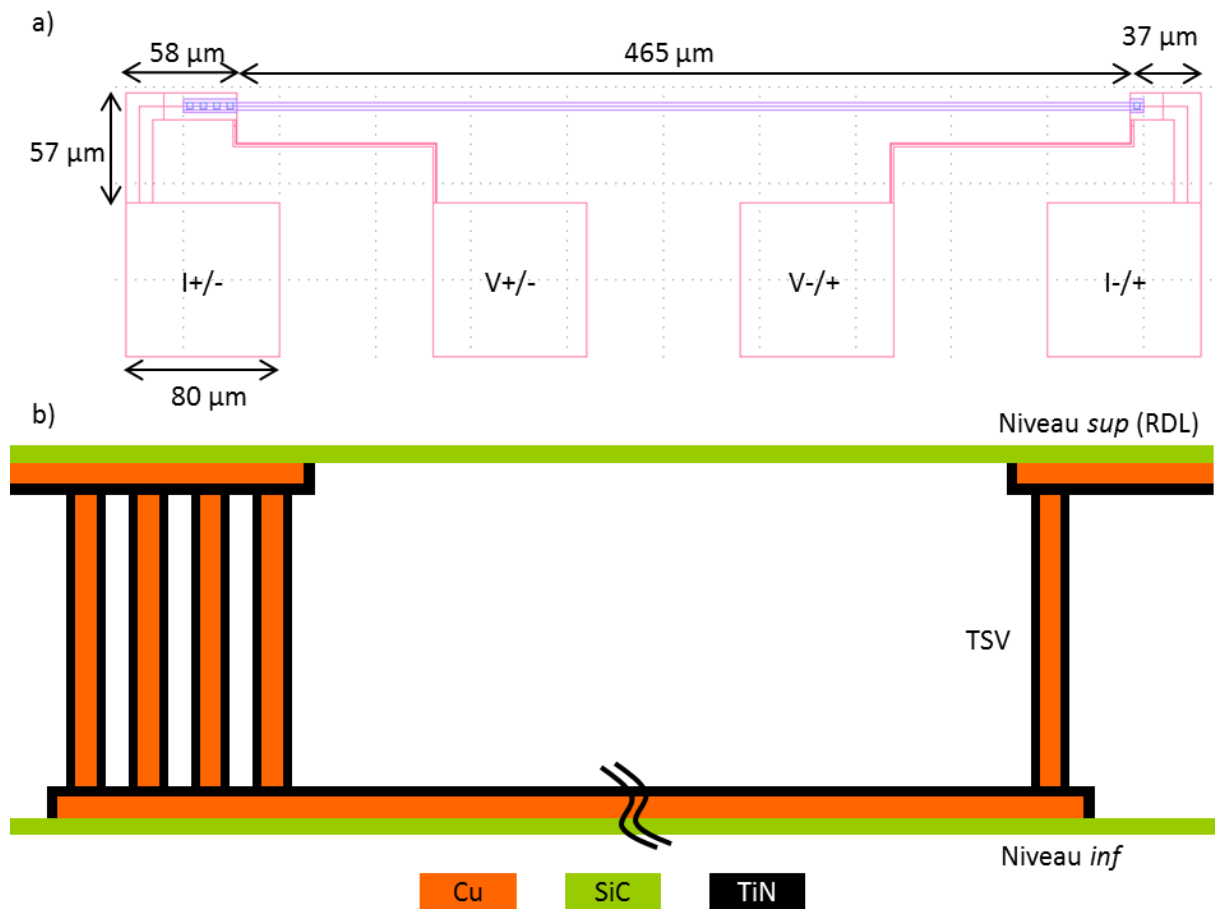 a)
58 µm
465 µm
37 µm
57 µm
I+/-
V+/-
V-/+
I-/+
80 µm
b)
Niveau sup (RDL)
TSV
Niveau inf
Cu
SiC
TiN